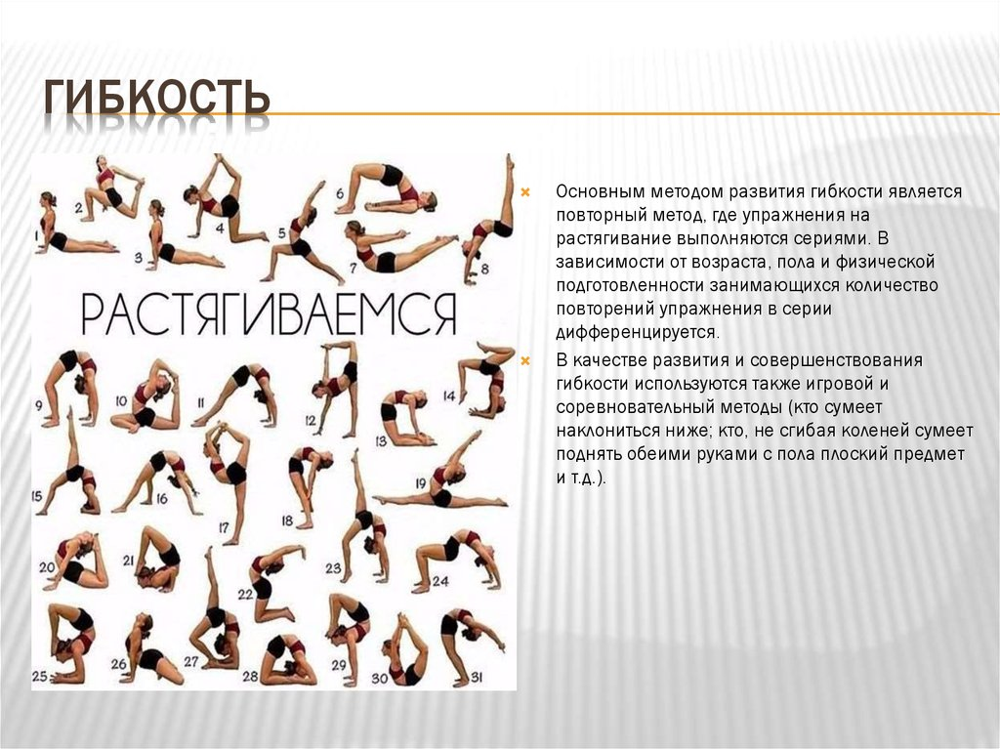 ГИБКОСТЬ
1
2
3
4
5
6
7
8
РАСТЯГИВАЕМСЯ
9
10
11
12
13
14
15
16
17
18
19
20
21
22
23
24
25
26
27
28
29
30
31
Основным методом развития гибкости является
повторный метод, где упражнения на
растягивание выполняются сериями. В
зависимости от возраста, пола и физической
подготовленности занимающихся количество
повторений упражнения в серии
дифференцируется.
В качестве развития и совершенствования
гибкости используются также игровой и
соревновательный методы (кто сумеет
наклониться ниже; кто, не сгибая коленей сумеет
поднять обеими руками с пола плоский предмет
и т.д.).